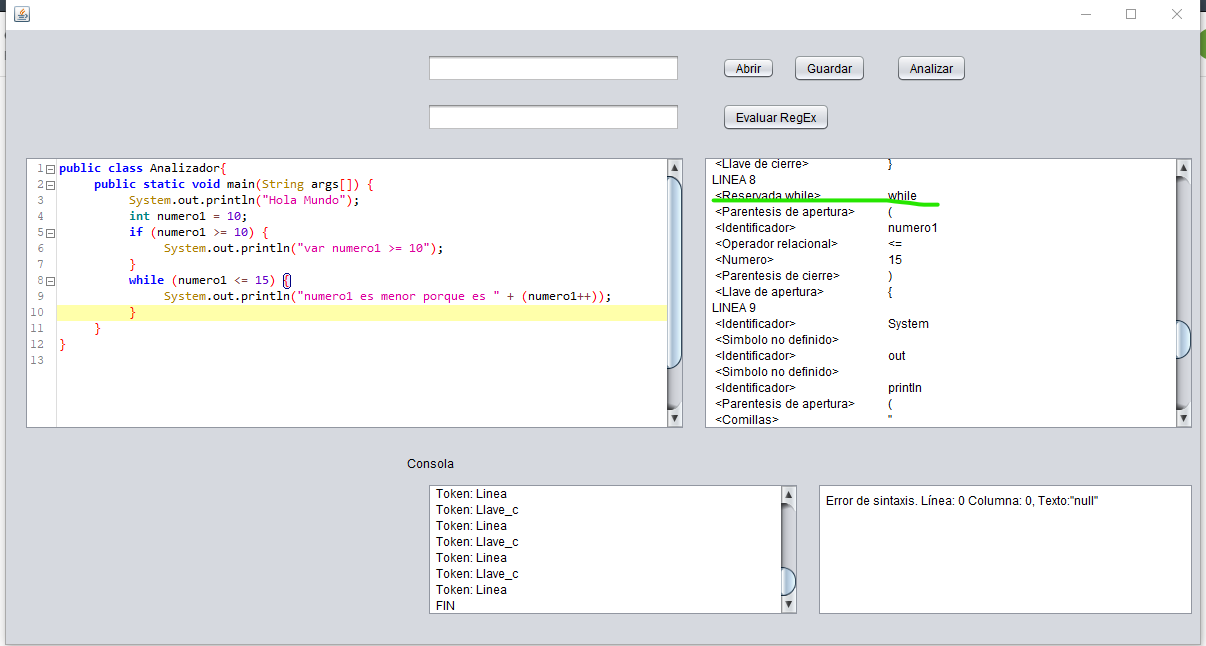 Abrir Guardar Analizar
Evaluar RegEx
1 public class Analizador{
2 public static void main(String args[]) {
3 System.out.println("Hola Mundo");
4 int numero1 = 10;
5 if (numero1 >= 10) {
6 System.out.println("var numero1 >= 10");
7 }
8 while (numero1 <= 15) {
9 System.out.println("numero1 es menor porque es " + (numero1++));
10 }
11 }
12 }
13
<Llave de cierre> }
LINEA 8
<Reservada while> while
<Parentesis de apertura> (
<Identificador> numero1
<Operador relacional> <=
<Numero> 15
<Parentesis de cierre> )
<Llave de apertura> {
LINEA 9
<Identificador> System
<Simbolo no definido>
<Identificador> out
<Simbolo no definido>
<Identificador> println
<Parentesis de apertura> (
<Comillas> "
Consola
Token: Linea
Token: Llave_c
Token: Linea
Token: Llave_c
Token: Linea
Token: Llave_c
Token: Linea
FIN
Error de sintaxis. Línea: 0 Columna: 0, Texto:"null"